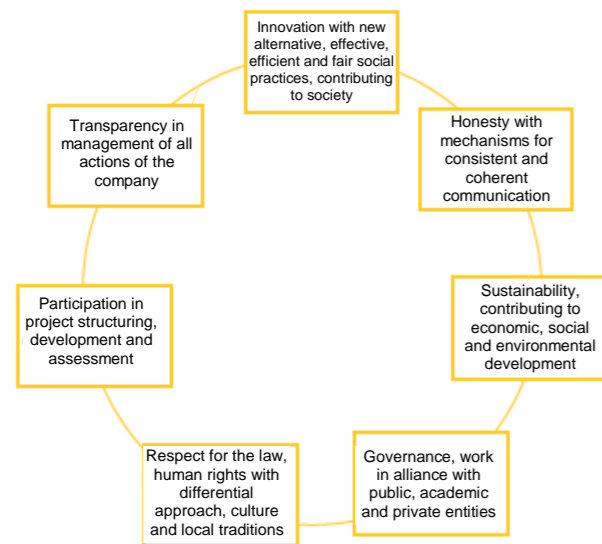 Innovation with new
alternative, effective,
efficient and fair social
practices, contributing
to society
Honesty with
mechanisms for
consistent and
coherent
communication
Sustainability,
contributing to
economic, social
and environmental
development
Governance, work
in alliance with
public, academic
and private entities
Respect for the law,
human rights with
differential
approach, culture
and local traditions
Participation in
project structuring,
development and
assessment
Transparency in
management of all
actions of the
company